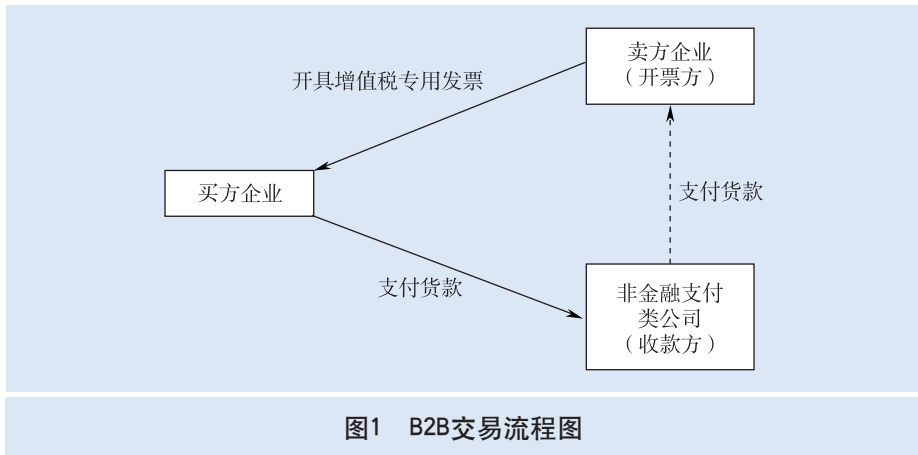 卖方企业
（开票方）
开具增值税专用发票
买方企业
支付货款
支付货款
非金融支付
类公司
（收款方）
图1 B2B交易流程图